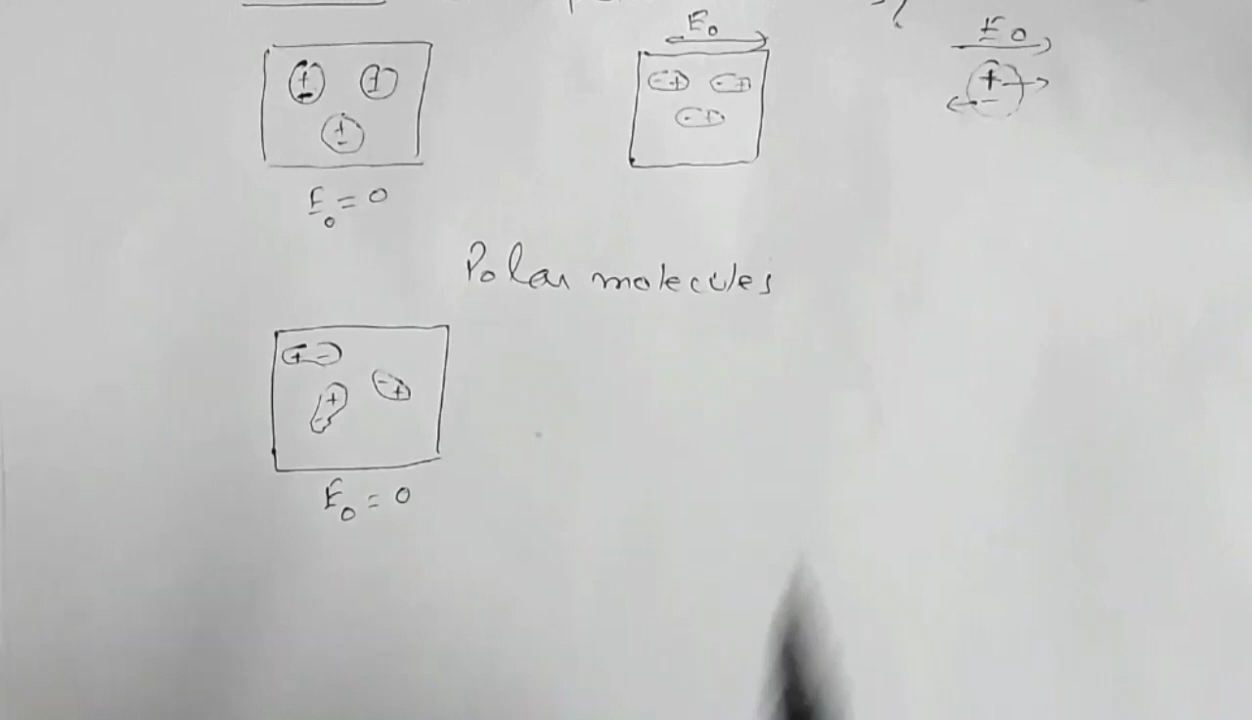 E₀
E₀
± ± ±
- + - + - +
+ -
E₀ = 0
Polar molecules
+ -
- +
+ -
E₀ = 0